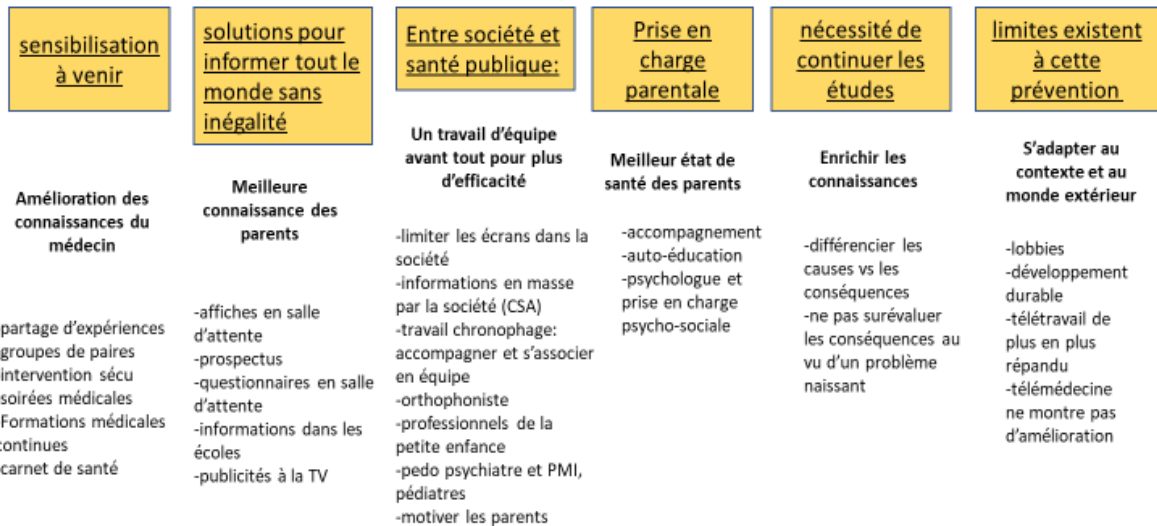 sensibilisation
à venir
Amélioration des
connaissances du
médecin
partage d'expériences
groupes de paires
intervention sécu
soirées médicales
-Formations médicales
continues
carnet de santé
solutions pour
informer tout le
monde sans
inégalité
Meilleure
connaissance des
parents
-affiches en salle
d'attente
-prospectus
-questionnaires en salle
d'attente
-informations dans les
écoles
-publicités à la TV
Entre société et
santé publique:
Un travail d'équipe
avant tout pour plus
d'efficacité
-limiter les écrans dans la
société
-informations en masse
par la société (CSA)
-travail chronophage:
accompagner et s'associer
en équipe
-orthophoniste
-professionnels de la
petite enfance
-pedo psychiatre et PMI,
pédiatres
-motiver les parents
Prise en
charge
parentale
Meilleur état de
santé des parents
-accompagnement
-auto-éducation
-psychologue et
prise en charge
psycho-sociale
nécessité de
continuer les
études
Enrichir les
connaissances
-différencier les
causes vs les
conséquences
-ne pas surévaluer
les conséquences au
vu d'un problème
naissant
limites existent
à cette
prévention
S'adapter au
contexte et au
monde extérieur
-lobbies
-développement
durable
-télétravail de
plus en plus
répandu
-télémédecine
ne montre pas
d'amélioration